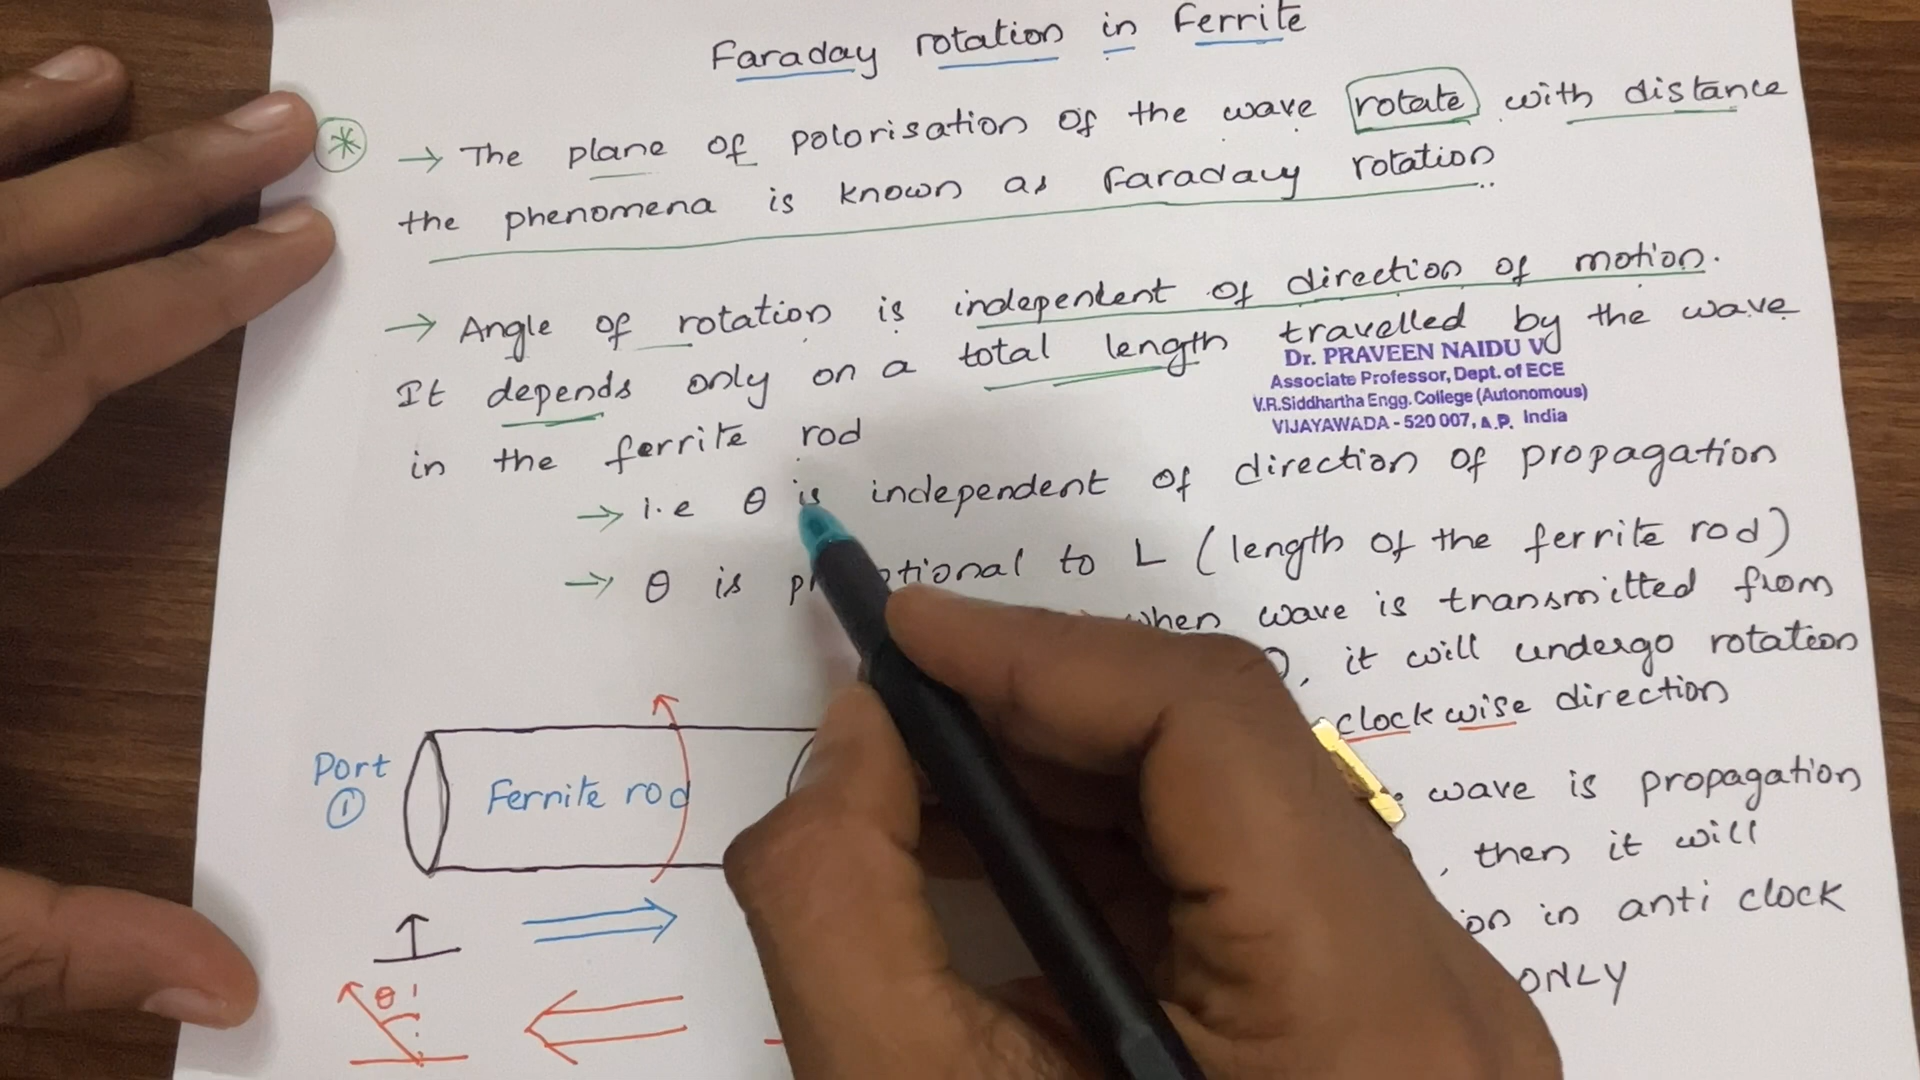 Faraday rotation in Ferrite
* → The plane of polorisation of the wave rotate with distance
the phenomena is known as Faraday rotation
→ Angle of rotation is independent of direction of motion.
It depends only on a total length travelled by the wave
in the ferrite rod
Dr. PRAVEEN NAIDU V
Associate Professor, Dept. of ECE
V.R.Siddhartha Engg. College (Autonomous)
VIJAYAWADA - 520 007, A.P. India
→ i.e θ is independent of direction of propagation
→ θ is to L (length of the ferrite rod)
when wave is transmitted from
, it will undergo rotation
clockwise direction
Port
①
Ferrite rod
wave is propagation
, then it will
in anti clock
ONLY
θ